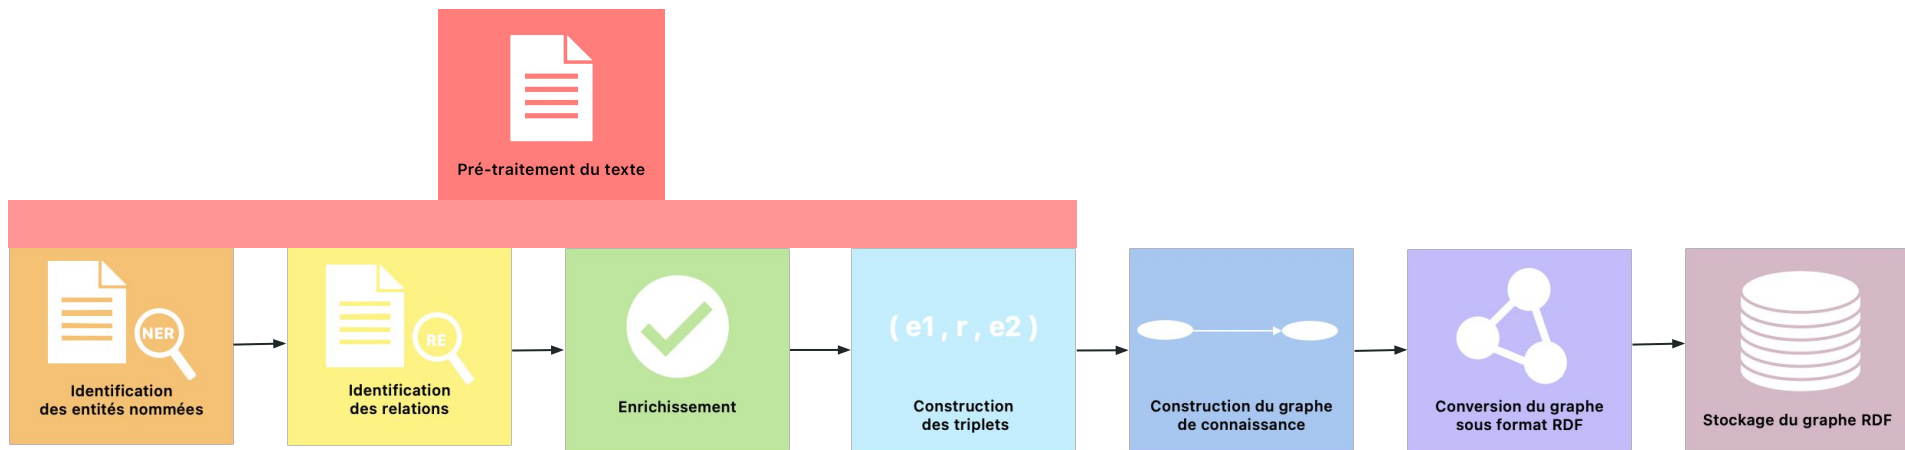 Pré-traitement du texte
NER
Identification
des entités nommées
RE
Identification
des relations
Enrichissement
( e1 , r , e2 )
Construction
des triplets
Construction du graphe
de connaissance
Conversion du graphe
sous format RDF
Stockage du graphe RDF